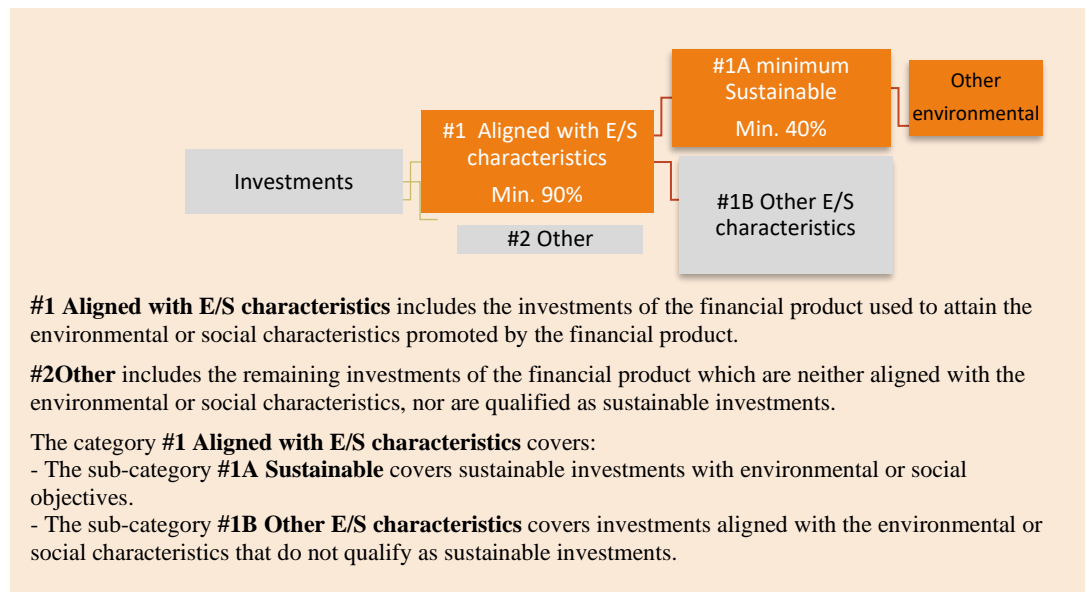 #1A minimum
Sustainable
Min. 40%
Other
environmental
#1 Aligned with E/S
characteristics
Min. 90%
Investments
#1B Other E/S
characteristics
#2 Other
#1 Aligned with E/S characteristics includes the investments of the financial product used to attain the
environmental or social characteristics promoted by the financial product.
#2Other includes the remaining investments of the financial product which are neither aligned with the
environmental or social characteristics, nor are qualified as sustainable investments.
The category #1 Aligned with E/S characteristics covers:
- The sub-category #1A Sustainable covers sustainable investments with environmental or social
objectives.
- The sub-category #1B Other E/S characteristics covers investments aligned with the environmental or
social characteristics that do not qualify as sustainable investments.